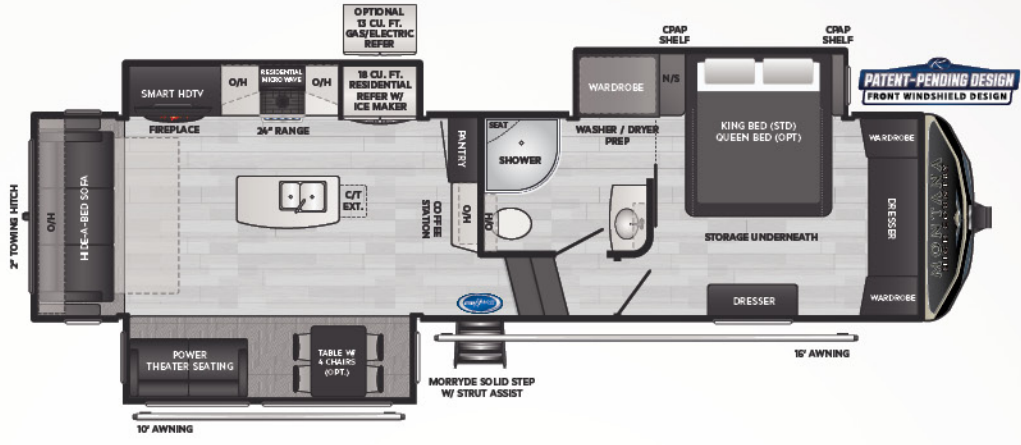 OPTIONAL
13 CU. FT.
GAS/ELECTRIC
REFER
CPAP
SHELF
CPAP
SHELF
PATENT-PENDING DESIGN
FRONT WINDSHIELD DESIGN
SMART HDTV
O/H
RESIDENTIAL
MICROWAVE
O/H
18 CU. FT.
RESIDENTIAL
REFER W/
ICE MAKER
WARDROBE
N/S
FIREPLACE
24" RANGE
PANTRY
SEAT
SHOWER
WASHER / DRYER
PREP
KING BED (STD)
QUEEN BED (OPT)
WARDROBE
2" TOWING HITCH
O/H
HIDE-A-BED SOFA
C/T
EXT.
COFFEE
STATION
O/H
O/H
STORAGE UNDERNEATH
DRESSER
MONTANA
HIGH COUNTRY
DRESSER
WARDROBE
POWER
THEATER SEATING
TABLE W/
4 CHAIRS
(OPT.)
MORRYDE SOLID STEP
W/ STRUT ASSIST
16' AWNING
10' AWNING